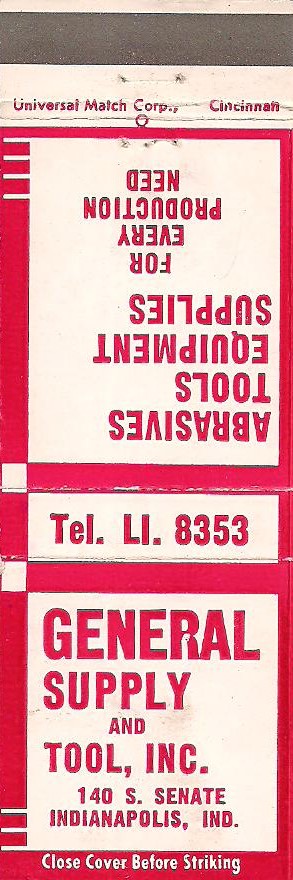 Universal Match Corp., Cincinnati
ABRASIVES
TOOLS
EQUIPMENT
SUPPLIES
FOR
EVERY
PRODUCTION
NEED
Tel. LI. 8353
GENERAL
SUPPLY
AND
TOOL, INC.
140 S. SENATE
INDIANAPOLIS, IND.
Close Cover Before Striking